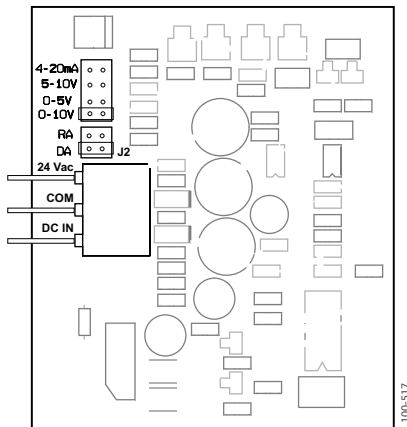 4-20mA
5-10V
0-5V
0-10V
RA
DA
J2
24 Vac
COM
DC IN
100-517